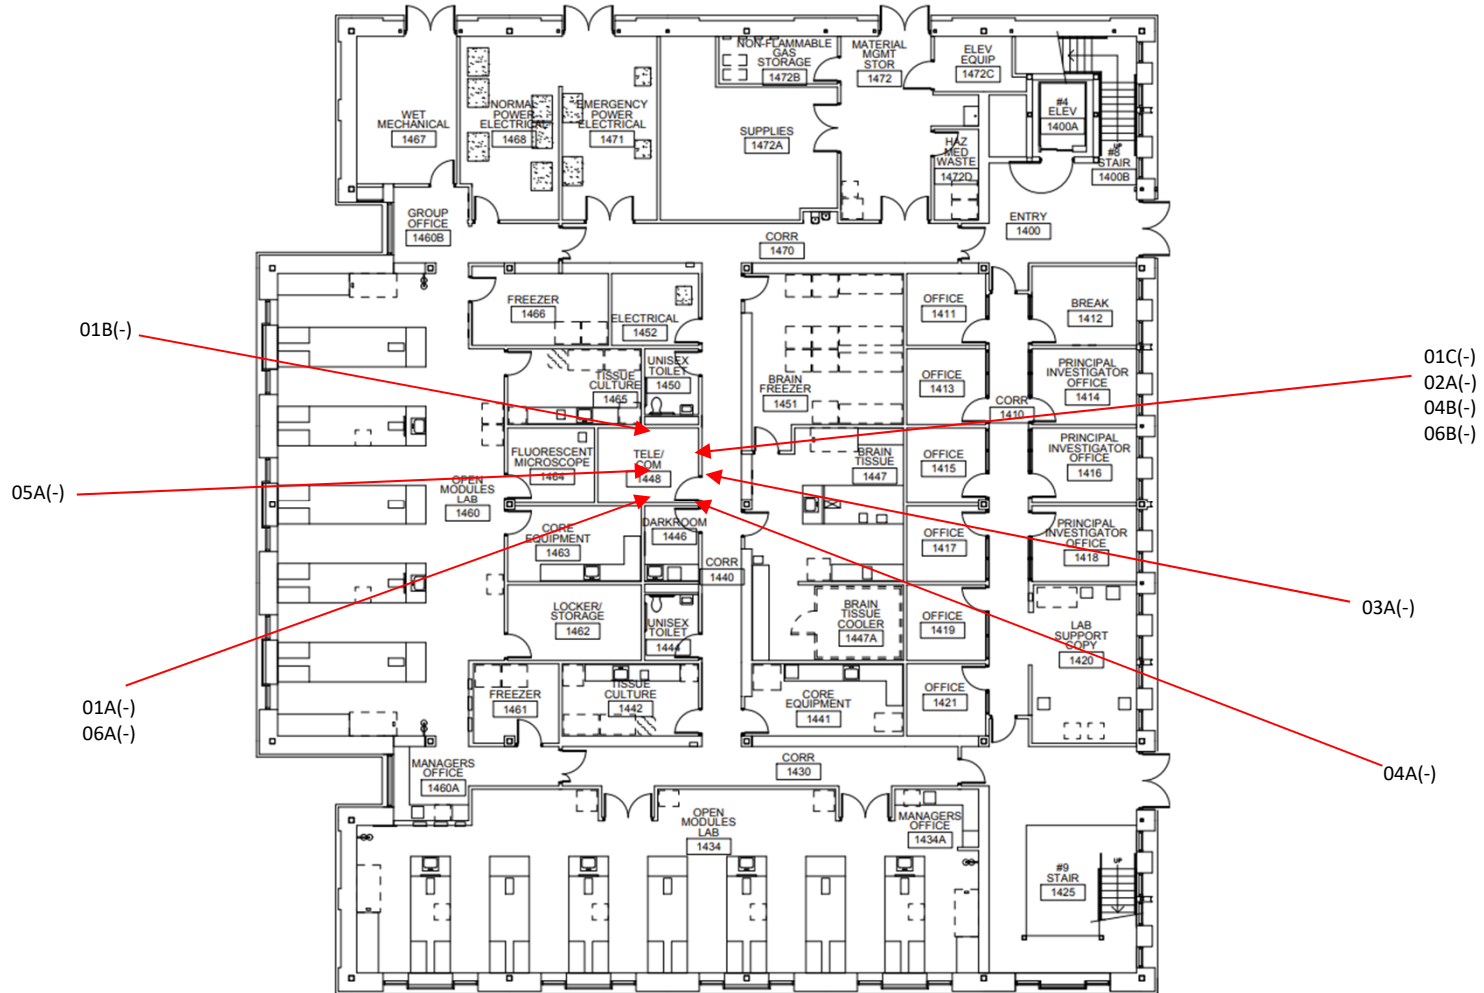 NON-FLAMMABLE
GAS
STORAGE
1472B
MATERIAL
MGMT
STOR
1472
ELEV
EQUIP
1472C
#4
ELEV
1400A
WET
MECHANICAL
1467
NORMAL
POWER
ELECTRICAL
1468
EMERGENCY
POWER
ELECTRICAL
1471
SUPPLIES
1472A
HAZ
MED
WASTE
1472D
UP
#8
STAIR
1400B
GROUP
OFFICE
1460B
CORR
1470
ENTRY
1400
FREEZER
1466
ELECTRICAL
1452
OFFICE
1411
BREAK
1412
01B(-)
TISSUE
CULTURE
1465
UNISEX
TOILET
1450
BRAIN
FREEZER
1451
OFFICE
1413
CORR
1410
PRINCIPAL
INVESTIGATOR
OFFICE
1414
01C(-)
02A(-)
04B(-)
06B(-)
FLUORESCENT
MICROSCOPE
1464
TELE/
COM
1448
BRAIN
TISSUE
1447
OFFICE
1415
PRINCIPAL
INVESTIGATOR
OFFICE
1416
05A(-)
OPEN
MODULES
LAB
1460
CORE
EQUIPMENT
1463
DARKROOM
1446
CORR
1440
OFFICE
1417
PRINCIPAL
INVESTIGATOR
OFFICE
1418
LOCKER/
STORAGE
1462
UNISEX
TOILET
1444
BRAIN
TISSUE
COOLER
1447A
OFFICE
1419
LAB
SUPPORT
COPY
1420
03A(-)
01A(-)
06A(-)
FREEZER
1461
TISSUE
CULTURE
1442
CORE
EQUIPMENT
1441
OFFICE
1421
MANAGERS
OFFICE
1460A
CORR
1430
04A(-)
OPEN
MODULES
LAB
1434
MANAGERS
OFFICE
1434A
#9
STAIR
1425
UP